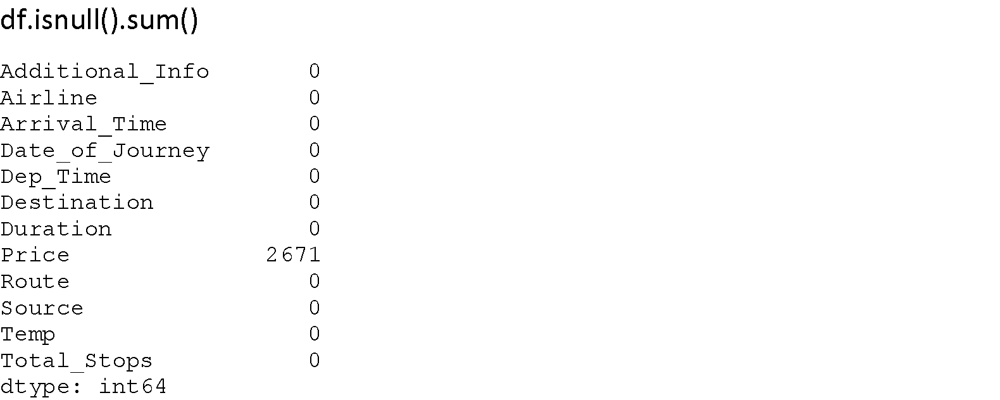 df.isnull().sum()
Additional_Info 0
Airline 0
Arrival_Time 0
Date_of_Journey 0
Dep_Time 0
Destination 0
Duration 0
Price 2671
Route 0
Source 0
Temp 0
Total_Stops 0
dtype: int64